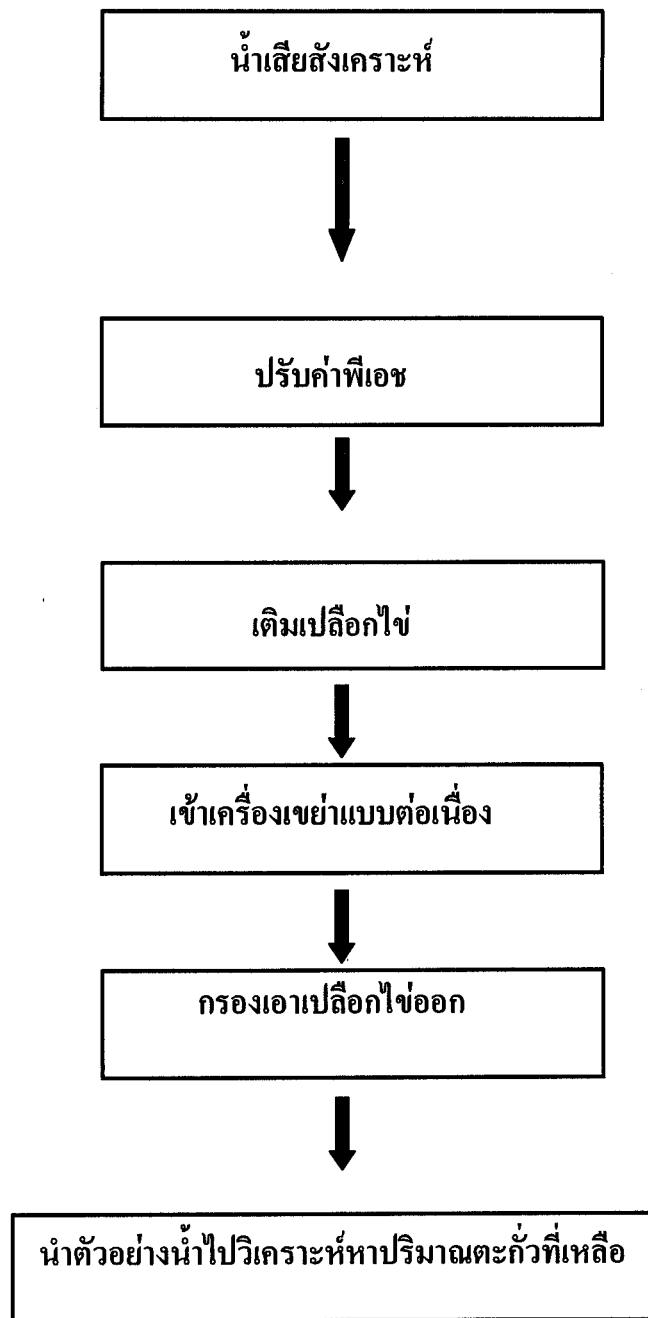 น้ำเสียสังเคราะห์
ปรับค่าพีเอช
เติมเปลือกไข่
เข้าเครื่องเขย่าแบบต่อเนื่อง
กรองเอาเปลือกไข่ออก
นำตัวอย่างน้ำไปวิเคราะห์หาปริมาณตะกั่วที่เหลือ